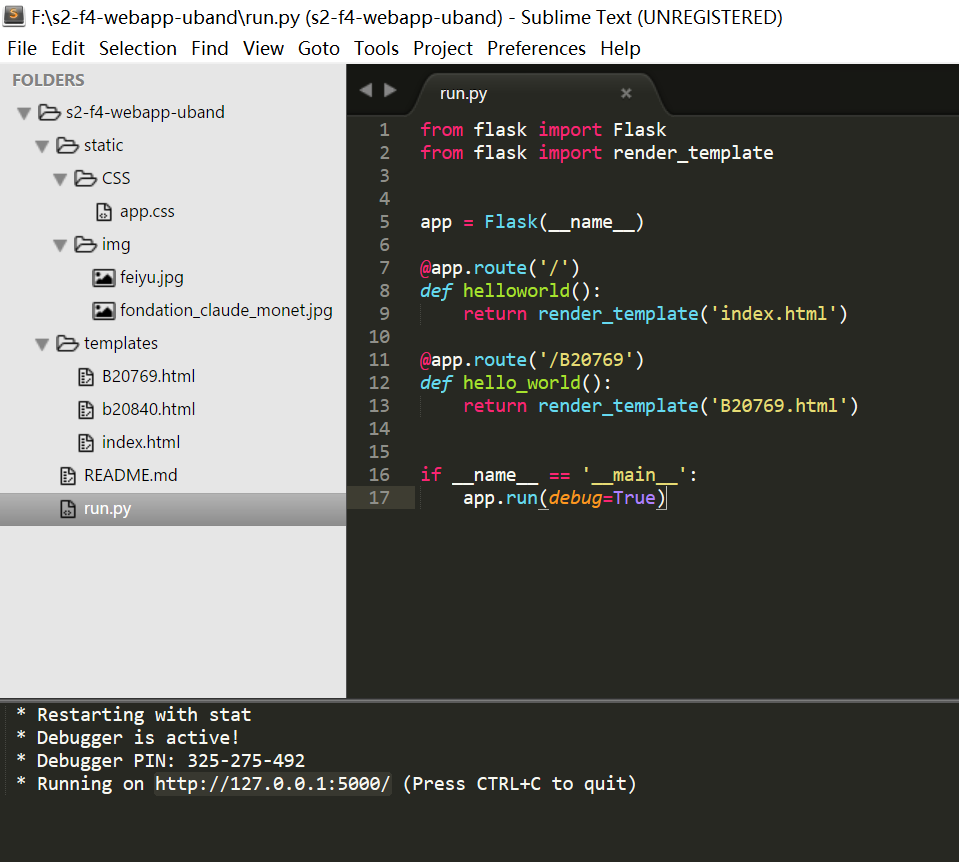 F:\s2-f4-webapp-uband\run.py (s2-f4-webapp-uband) - Sublime Text (UNREGISTERED)
File Edit Selection Find View Goto Tools Project Preferences Help
FOLDERS
s2-f4-webapp-uband
static
CSS
app.css
img
feiyu.jpg
fondation_claude_monet.jpg
templates
B20769.html
b20840.html
index.html
README.md
run.py
run.py ×
1 from flask import Flask
2 from flask import render_template
3
4
5 app = Flask(__name__)
6
7 @app.route('/')
8 def helloworld():
9     return render_template('index.html')
10
11 @app.route('/B20769')
12 def hello_world():
13     return render_template('B20769.html')
14
15
16 if __name__ == '__main__':
17     app.run(debug=True)
* Restarting with stat
* Debugger is active!
* Debugger PIN: 325-275-492
* Running on http://127.0.0.1:5000/ (Press CTRL+C to quit)